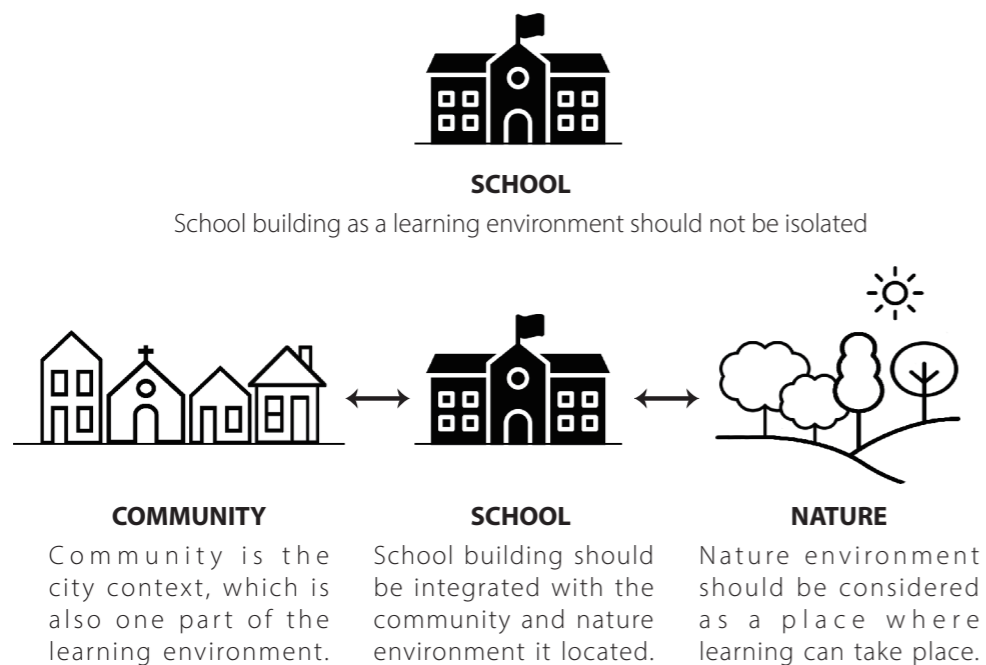 SCHOOL
School building as a learning environment should not be isolated
COMMUNITY
Community is the
city context, which is
also one part of the
learning environment.
SCHOOL
School building should
be integrated with the
community and nature
environment it located.
NATURE
Nature environment
should be considered
as a place where
learning can take place.